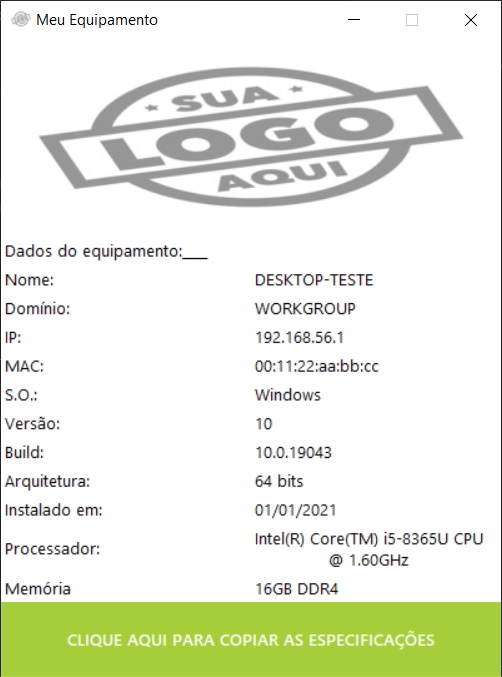 Meu Equipamento
SUA
LOGO
AQUI
Dados do equipamento:___
Nome: DESKTOP-TESTE
Domínio: WORKGROUP
IP: 192.168.56.1
MAC: 00:11:22:aa:bb:cc
S.O.: Windows
Versão: 10
Build: 10.0.19043
Arquitetura: 64 bits
Instalado em: 01/01/2021
Processador: Intel(R) Core(TM) i5-8365U CPU
@ 1.60GHz
Memória 16GB DDR4
CLIQUE AQUI PARA COPIAR AS ESPECIFICAÇÕES